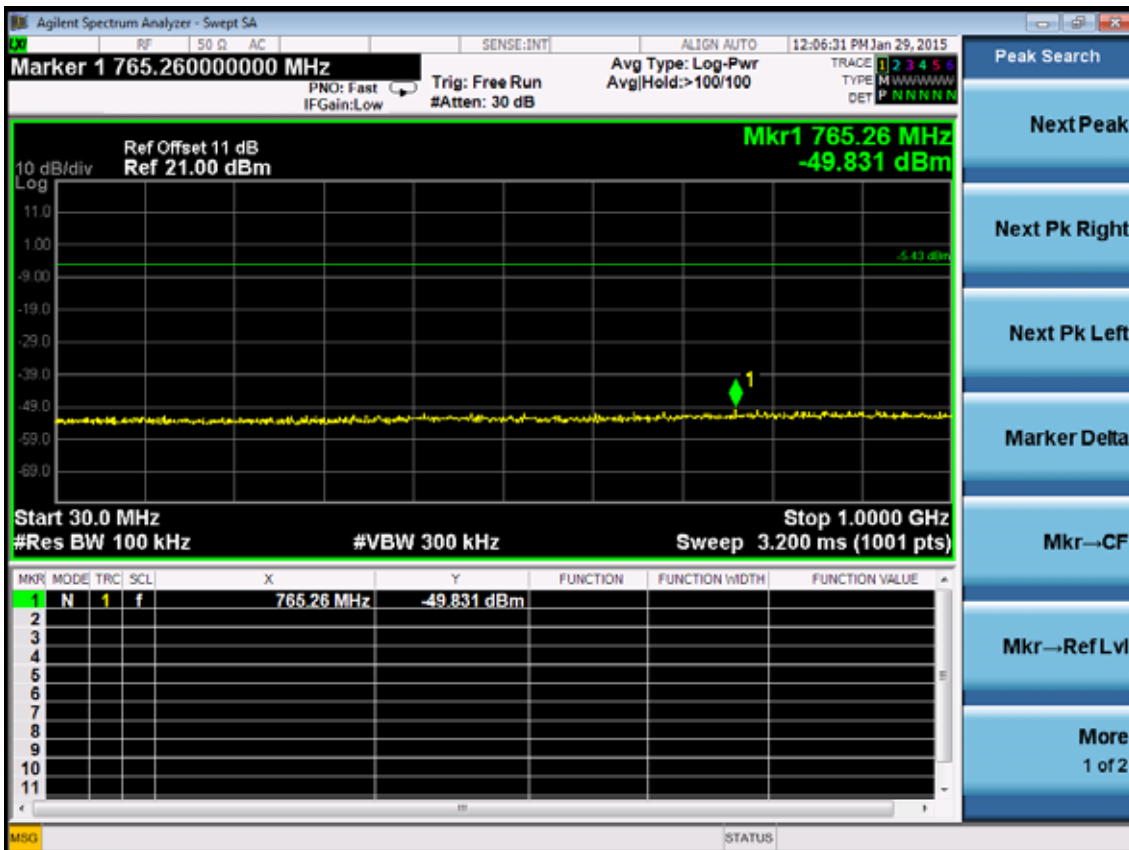 Agilent Spectrum Analyzer - Swept SA
LXI RF 50 Ω AC SENSE:INT ALIGN AUTO 12:06:31 PM Jan 29, 2015
Marker 1 765.260000000 MHz
PNO: Fast
IFGain:Low
Trig: Free Run
#Atten: 30 dB
Avg Type: Log-Pwr
Avg|Hold:>100/100
TRACE 1 2 3 4 5 6
TYPE M WWWWW
DET P N N N N N
Mkr1 765.26 MHz
-49.831 dBm
Ref Offset 11 dB
10 dB/div Ref 21.00 dBm
Log
11.0
1.00
-5.43 dBm
-9.00
-19.0
-29.0
-39.0
1
-49.0
-59.0
-69.0
Start 30.0 MHz Stop 1.0000 GHz
#Res BW 100 kHz #VBW 300 kHz Sweep 3.200 ms (1001 pts)
MKR MODE TRC SCL X Y FUNCTION FUNCTION WIDTH FUNCTION VALUE
1 N 1 f 765.26 MHz -49.831 dBm
2
3
4
5
6
7
8
9
10
11
MSG STATUS
Peak Search
Next Peak
Next Pk Right
Next Pk Left
Marker Delta
Mkr→CF
Mkr→Ref Lvl
More
1 of 2